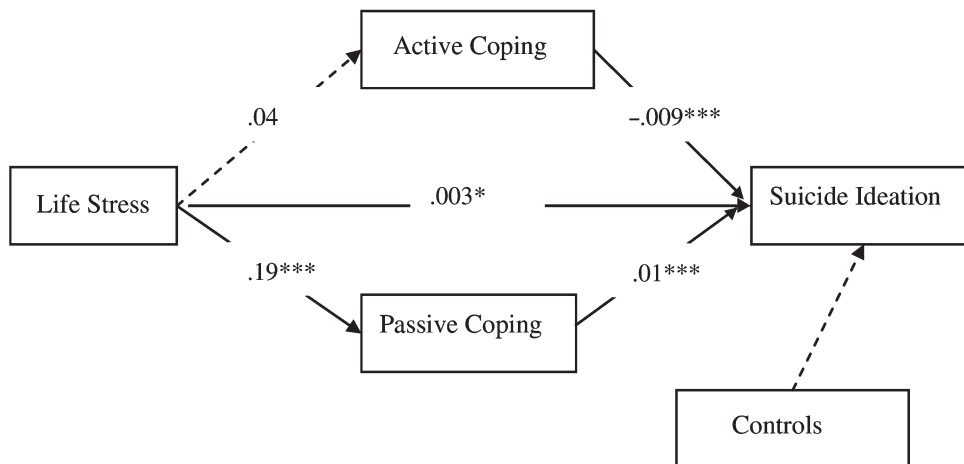 Active Coping
.04
-.009***
Life Stress
.003*
Suicide Ideation
.19***
.01***
Passive Coping
Controls